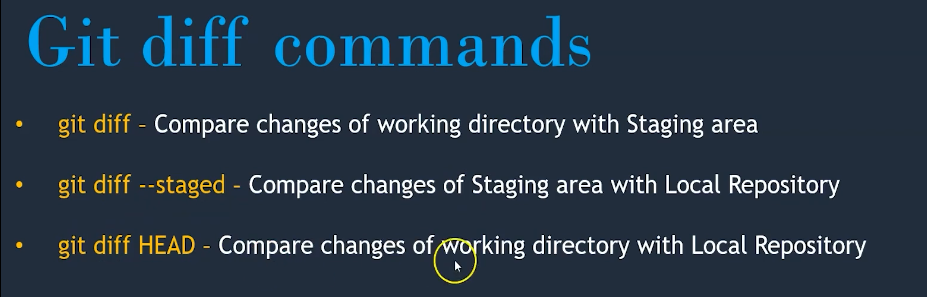 Git diff commands
• git diff – Compare changes of working directory with Staging area
• git diff --staged – Compare changes of Staging area with Local Repository
• git diff HEAD – Compare changes of working directory with Local Repository